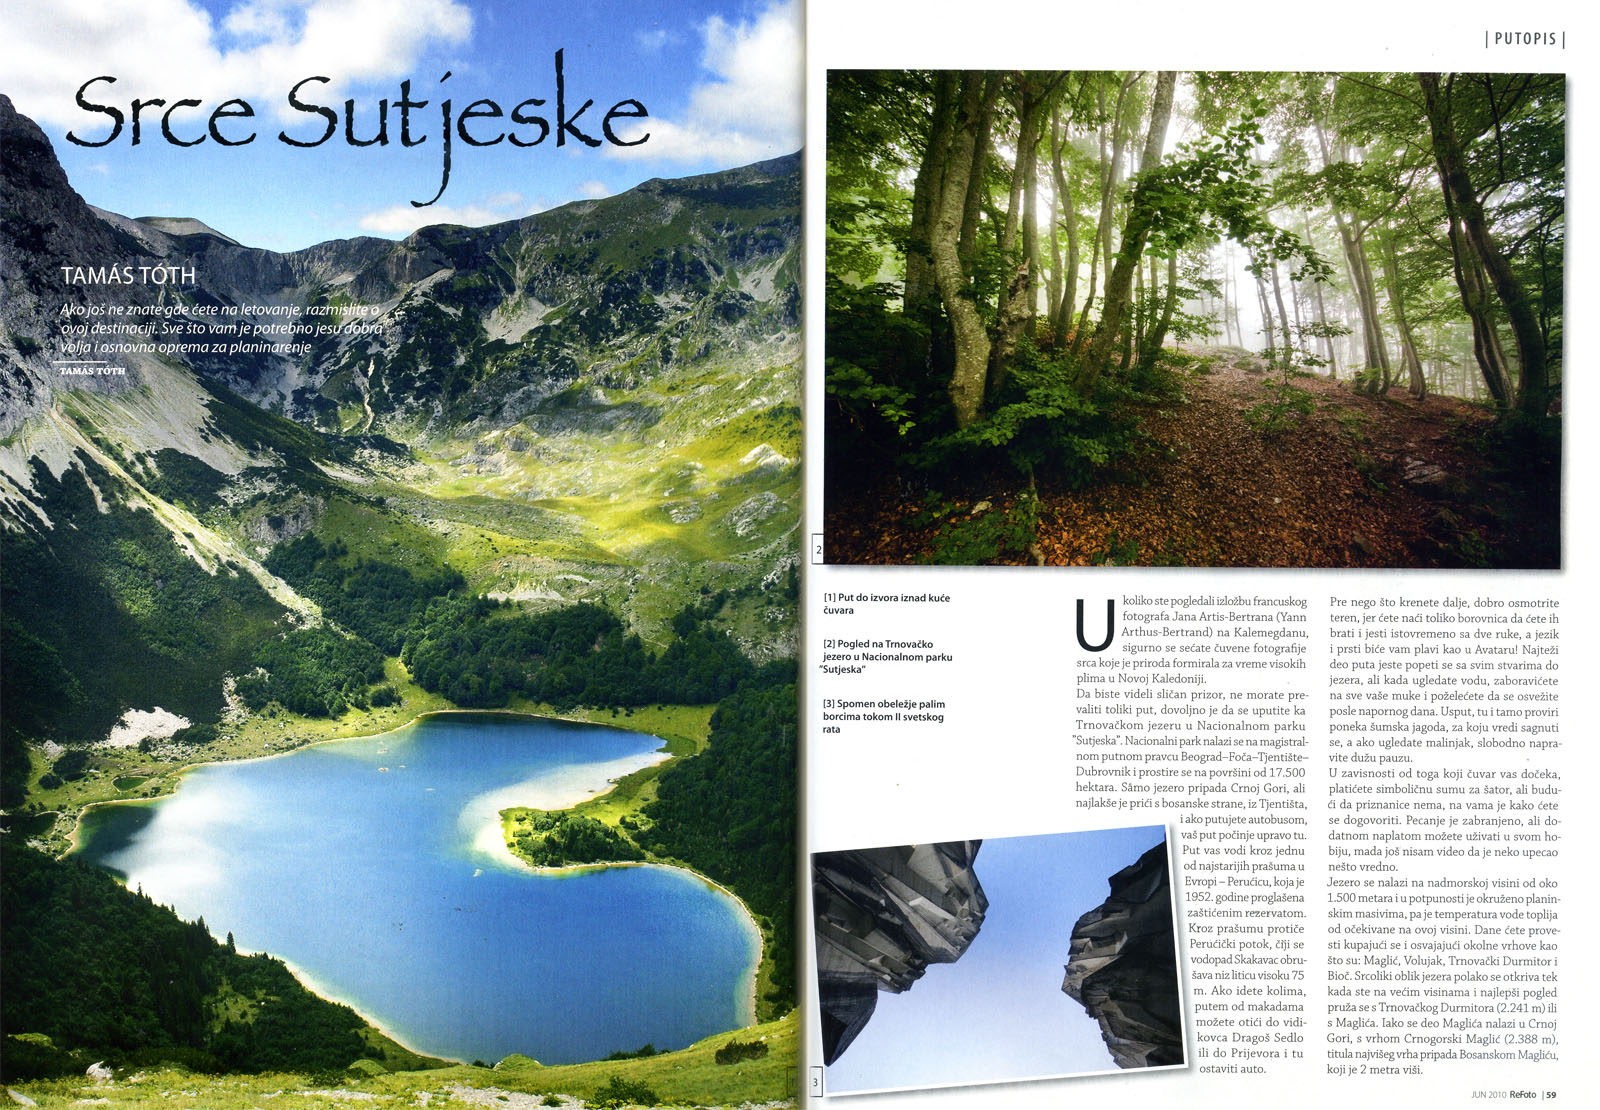 Srce Sutjeske
TAMÁS TÓTH
Ako još ne znate gde ćete na letovanje, razmislite o
ovoj destinaciji. Sve što vam je potrebno jesu dobra
volja i osnovna oprema za planinarenje
TAMÁS TÓTH
1
| PUTOPIS |
2
[1] Put do izvora iznad kuće
čuvara
[2] Pogled na Trnovačko
jezero u Nacionalnom parku
"Sutjeska"
[3] Spomen obeležje palim
borcima tokom II svetskog
rata
3
Ukoliko ste pogledali izložbu francuskog
fotografa Jana Artis-Bertrana (Yann
Arthus-Bertrand) na Kalemegdanu,
sigurno se sećate čuvene fotografije
srca koje je priroda formirala za vreme visokih
plima u Novoj Kaledoniji.
Da biste videli sličan prizor, ne morate pre-
valiti toliki put, dovoljno je da se uputite ka
Trnovačkom jezeru u Nacionalnom parku
"Sutjeska". Nacionalni park nalazi se na magistral-
nom putnom pravcu Beograd–Foča–Tjentište–
Dubrovnik i prostire se na površini od 17.500
hektara. Sâmo jezero pripada Crnoj Gori, ali
najlakše je prići s bosanske strane, iz Tjentišta,
i ako putujete autobusom,
vaš put počinje upravo tu.
Put vas vodi kroz jednu
od najstarijih prašuma u
Evropi – Perućicu, koja je
1952. godine proglašena
zaštićenim rezervatom.
Kroz prašumu protiče
Perućički potok, čiji se
vodopad Skakavac obru-
šava niz liticu visoku 75
m. Ako idete kolima,
putem od makadama
možete otići do vidi-
kovca Dragoš Sedlo
ili do Prijevora i tu
ostaviti auto.
Pre nego što krenete dalje, dobro osmotrite
teren, jer ćete naći toliko borovnica da ćete ih
brati i jesti istovremeno sa dve ruke, a jezik
i prsti biće vam plavi kao u Avataru! Najteži
deo puta jeste popeti se sa svim stvarima do
jezera, ali kada ugledate vodu, zaboravićete
na sve vaše muke i poželećete da se osvežite
posle napornog dana. Usput, tu i tamo proviri
poneka šumska jagoda, za koju vredi sagnuti
se, a ako ugledate malinjak, slobodno napra-
vite dužu pauzu.
U zavisnosti od toga koji čuvar vas dočeka,
platićete simboličnu sumu za šator, ali budu-
ći da priznanice nema, na vama je kako ćete
se dogovoriti. Pecanje je zabranjeno, ali do-
datnom naplatom možete uživati u svom ho-
biju, mada još nisam video da je neko upecao
nešto vredno.
Jezero se nalazi na nadmorskoj visini od oko
1.500 metara i u potpunosti je okruženo planin-
skim masivima, pa je temperatura vode toplija
od očekivane na ovoj visini. Dane ćete prove-
sti kupajući se i osvajajući okolne vrhove kao
što su: Maglić, Volujak, Trnovački Durmitor i
Bioč. Srcoliki oblik jezera polako se otkriva tek
kada ste na većim visinama i najlepši pogled
pruža se s Trnovačkog Durmitora (2.241 m) ili
s Maglića. Iako se deo Maglića nalazi u Crnoj
Gori, s vrhom Crnogorski Maglić (2.388 m),
titula najvišeg vrha pripada Bosanskom Magliću,
koji je 2 metra viši.
JUN 2010 ReFoto | 59